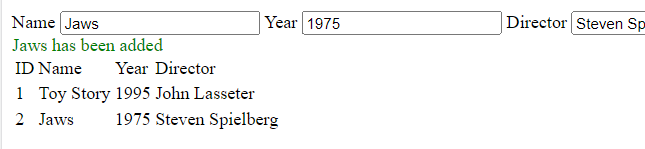 Name Jaws Year 1975 Director Steven Sp
Jaws has been added
ID Name Year Director
1 Toy Story 1995 John Lasseter
2 Jaws 1975 Steven Spielberg